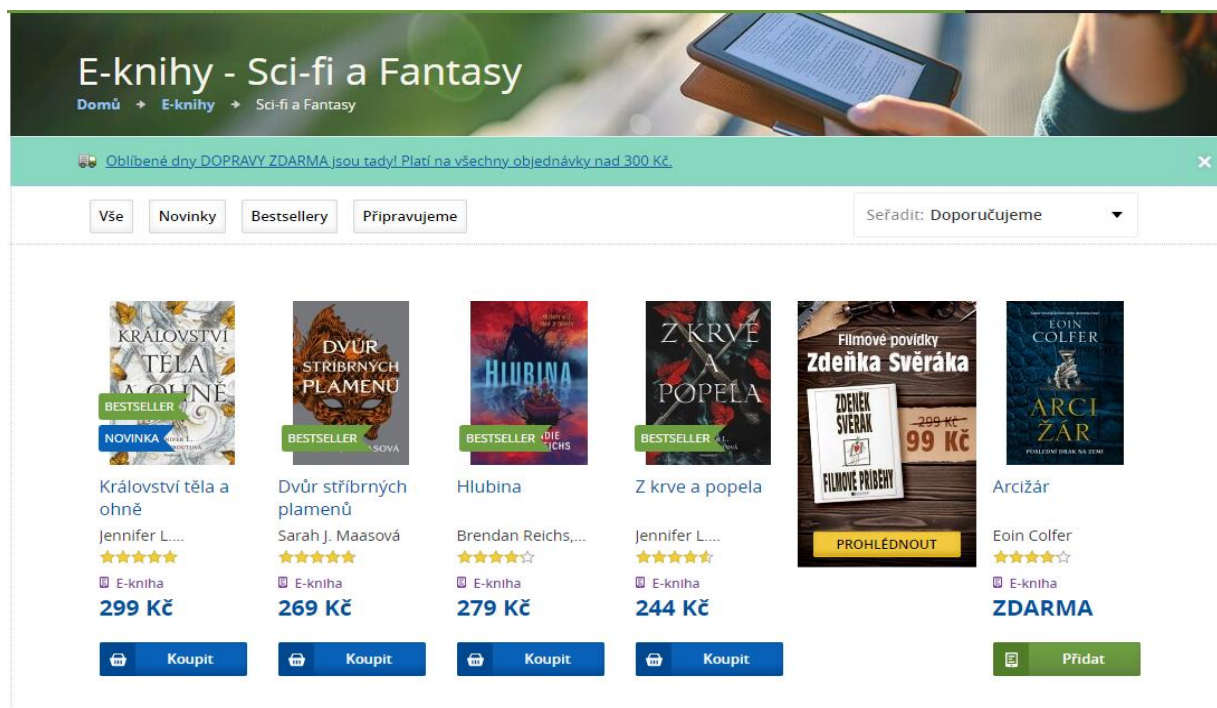 E-knihy - Sci-fi a Fantasy
Domů → E-knihy → Sci-fi a Fantasy
Oblíbené dny DOPRAVY ZDARMA jsou tady! Platí na všechny objednávky nad 300 Kč.
Vše Novinky Bestsellery Připravujeme
Seřadit: Doporučujeme
KRÁLOVSTVÍ
TĚLA
A OHNĚ
BESTSELLER
NOVINKA
Království těla a
ohně
Jennifer L....
E-kniha
299 Kč
Koupit
DVŮR
STŘÍBRNÝCH
PLAMENŮ
BESTSELLER
Dvůr stříbrných
plamenů
Sarah J. Maasová
E-kniha
269 Kč
Koupit
HLUBINA
BESTSELLER
Hlubina
Brendan Reichs,...
E-kniha
279 Kč
Koupit
Z KRVE
A
POPELA
BESTSELLER
Z krve a popela
Jennifer L....
E-kniha
244 Kč
Koupit
Filmové povídky
Zdeňka Svěráka
ZDENĚK
SVĚRÁK
FILMOVÉ PŘÍBĚHY
299 Kč
99 Kč
PROHLÉDNOUT
EOIN
COLFER
ARCI
ŽÁR
POSLEDNÍ DRAK NA ZEMI
Arcižár
Eoin Colfer
E-kniha
ZDARMA
Přidat